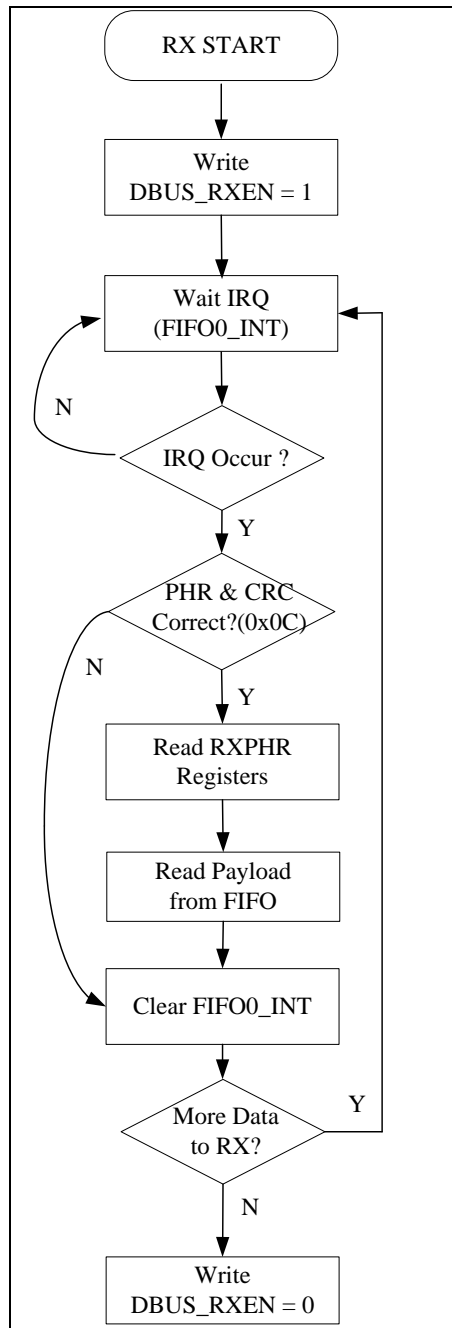 RX START
Write
DBUS_RXEN = 1
Wait IRQ
(FIFO0_INT)
N
IRQ Occur ?
Y
PHR & CRC
Correct?(0x0C)
N
Y
Read RXPHR
Registers
Read Payload
from FIFO
Clear FIFO0_INT
More Data
to RX?
Y
N
Write
DBUS_RXEN = 0